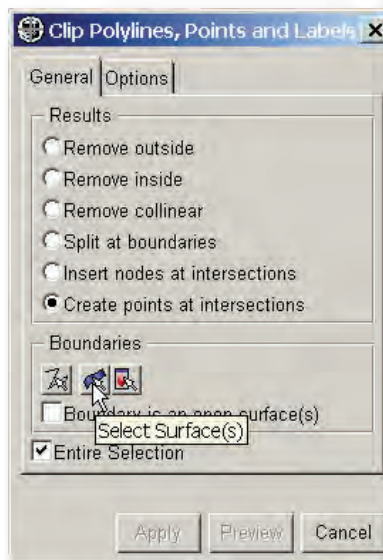 Clip Polylines, Points and Labels
General Options
Results
Remove outside
Remove inside
Remove collinear
Split at boundaries
Insert nodes at intersections
Create points at intersections
Boundaries
Boundary is an open surface(s)
Select Surface(s)
Entire Selection
Apply Preview Cancel